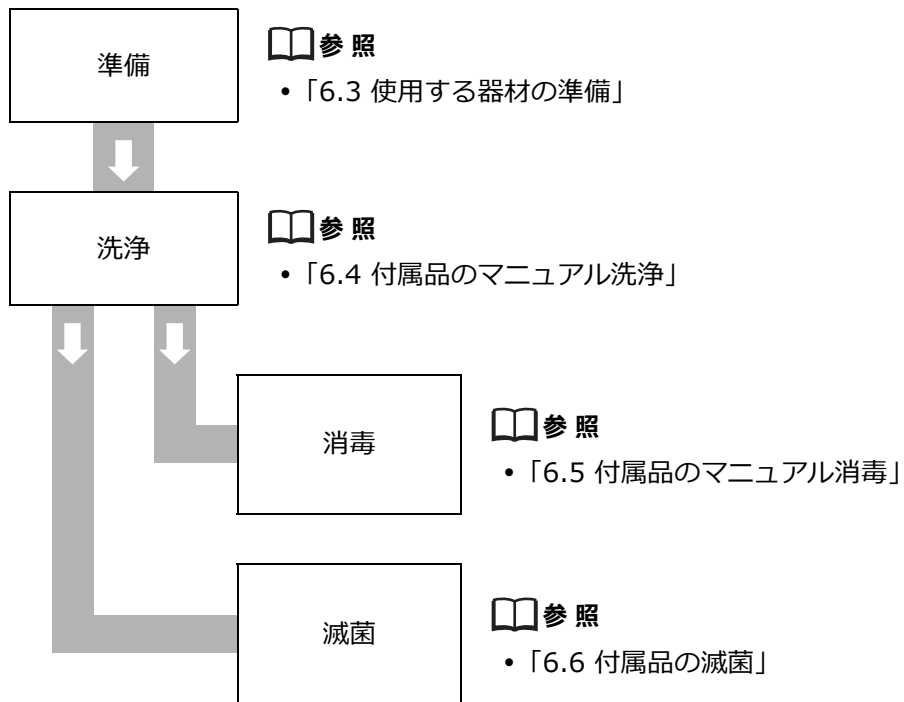 準備
参 照
•「6.3 使用する器材の準備」
洗浄
参 照
•「6.4 付属品のマニュアル洗浄」
消毒
参 照
•「6.5 付属品のマニュアル消毒」
滅菌
参 照
•「6.6 付属品の滅菌」